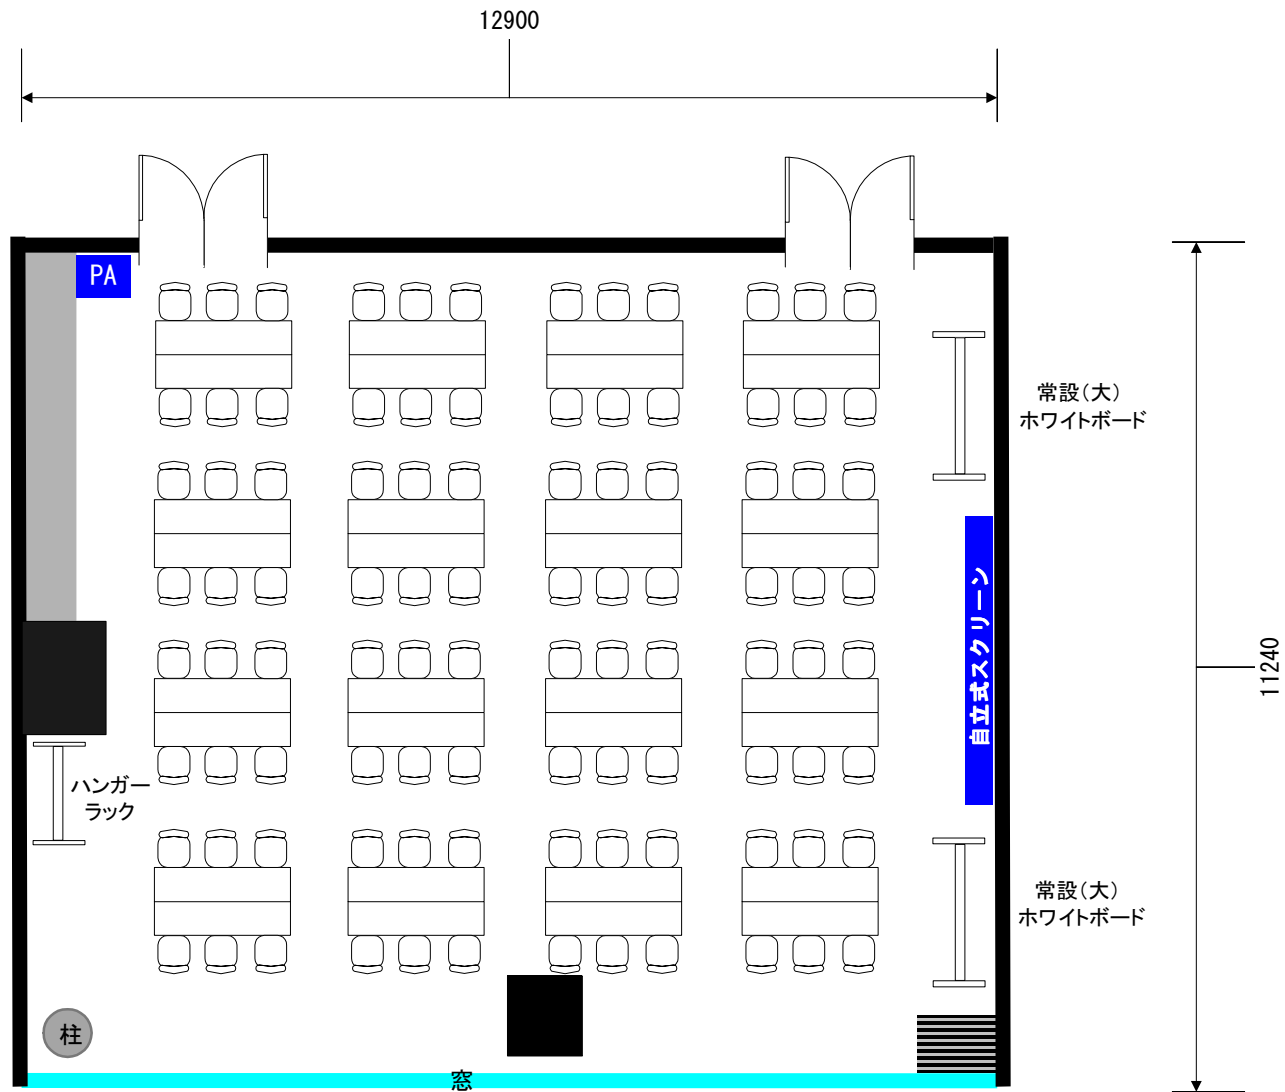 12900
PA
常設(大)
ホワイトボード
自立式スクリーン
11240
ハンガー
ラック
常設(大)
ホワイトボード
柱
窓